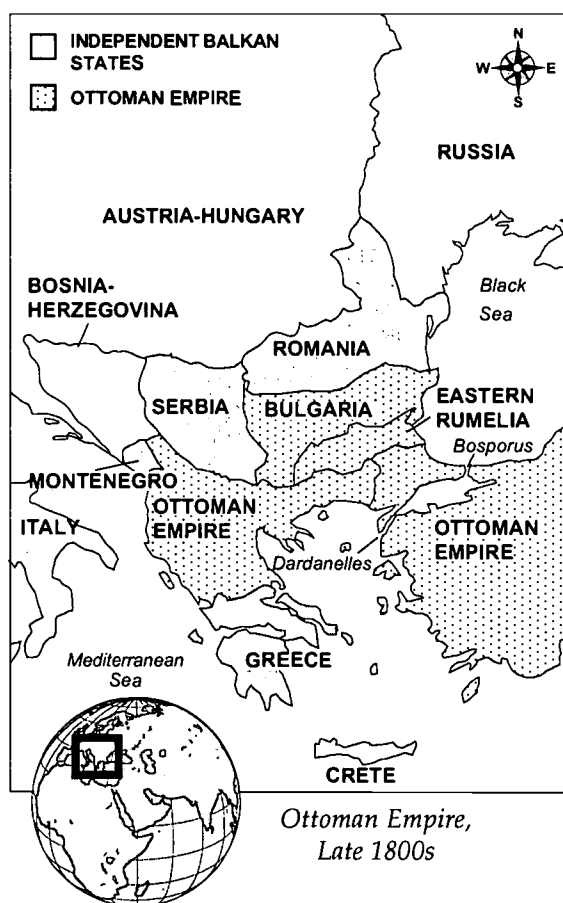 INDEPENDENT BALKAN
STATES
OTTOMAN EMPIRE
N
W
E
S
RUSSIA
AUSTRIA-HUNGARY
BOSNIA-
HERZEGOVINA
Black
Sea
ROMANIA
SERBIA
BULGARIA
EASTERN
RUMELIA
Bosporus
MONTENEGRO
OTTOMAN
EMPIRE
ITALY
OTTOMAN
EMPIRE
Dardanelles
Mediterranean
Sea
GREECE
CRETE
Ottoman Empire,
Late 1800s